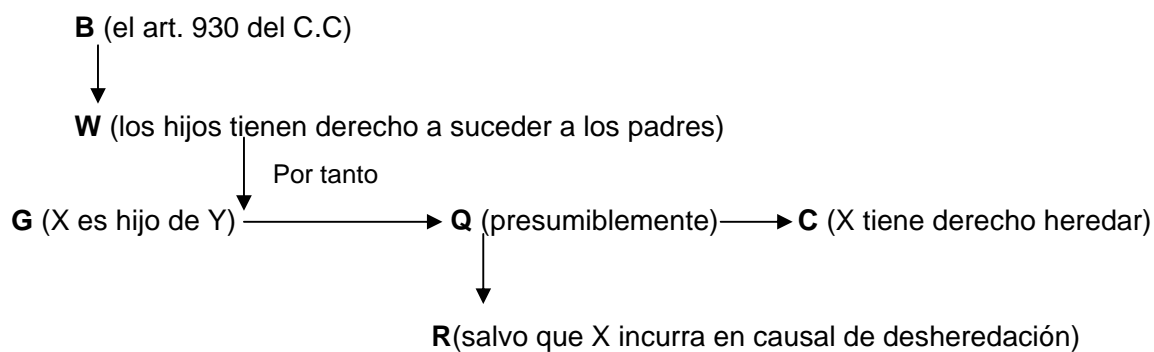 B (el art. 930 del C.C)
W (los hijos tienen derecho a suceder a los padres)
Por tanto
G (X es hijo de Y) Q (presumiblemente) C (X tiene derecho heredar)
R(salvo que X incurra en causal de desheredación)